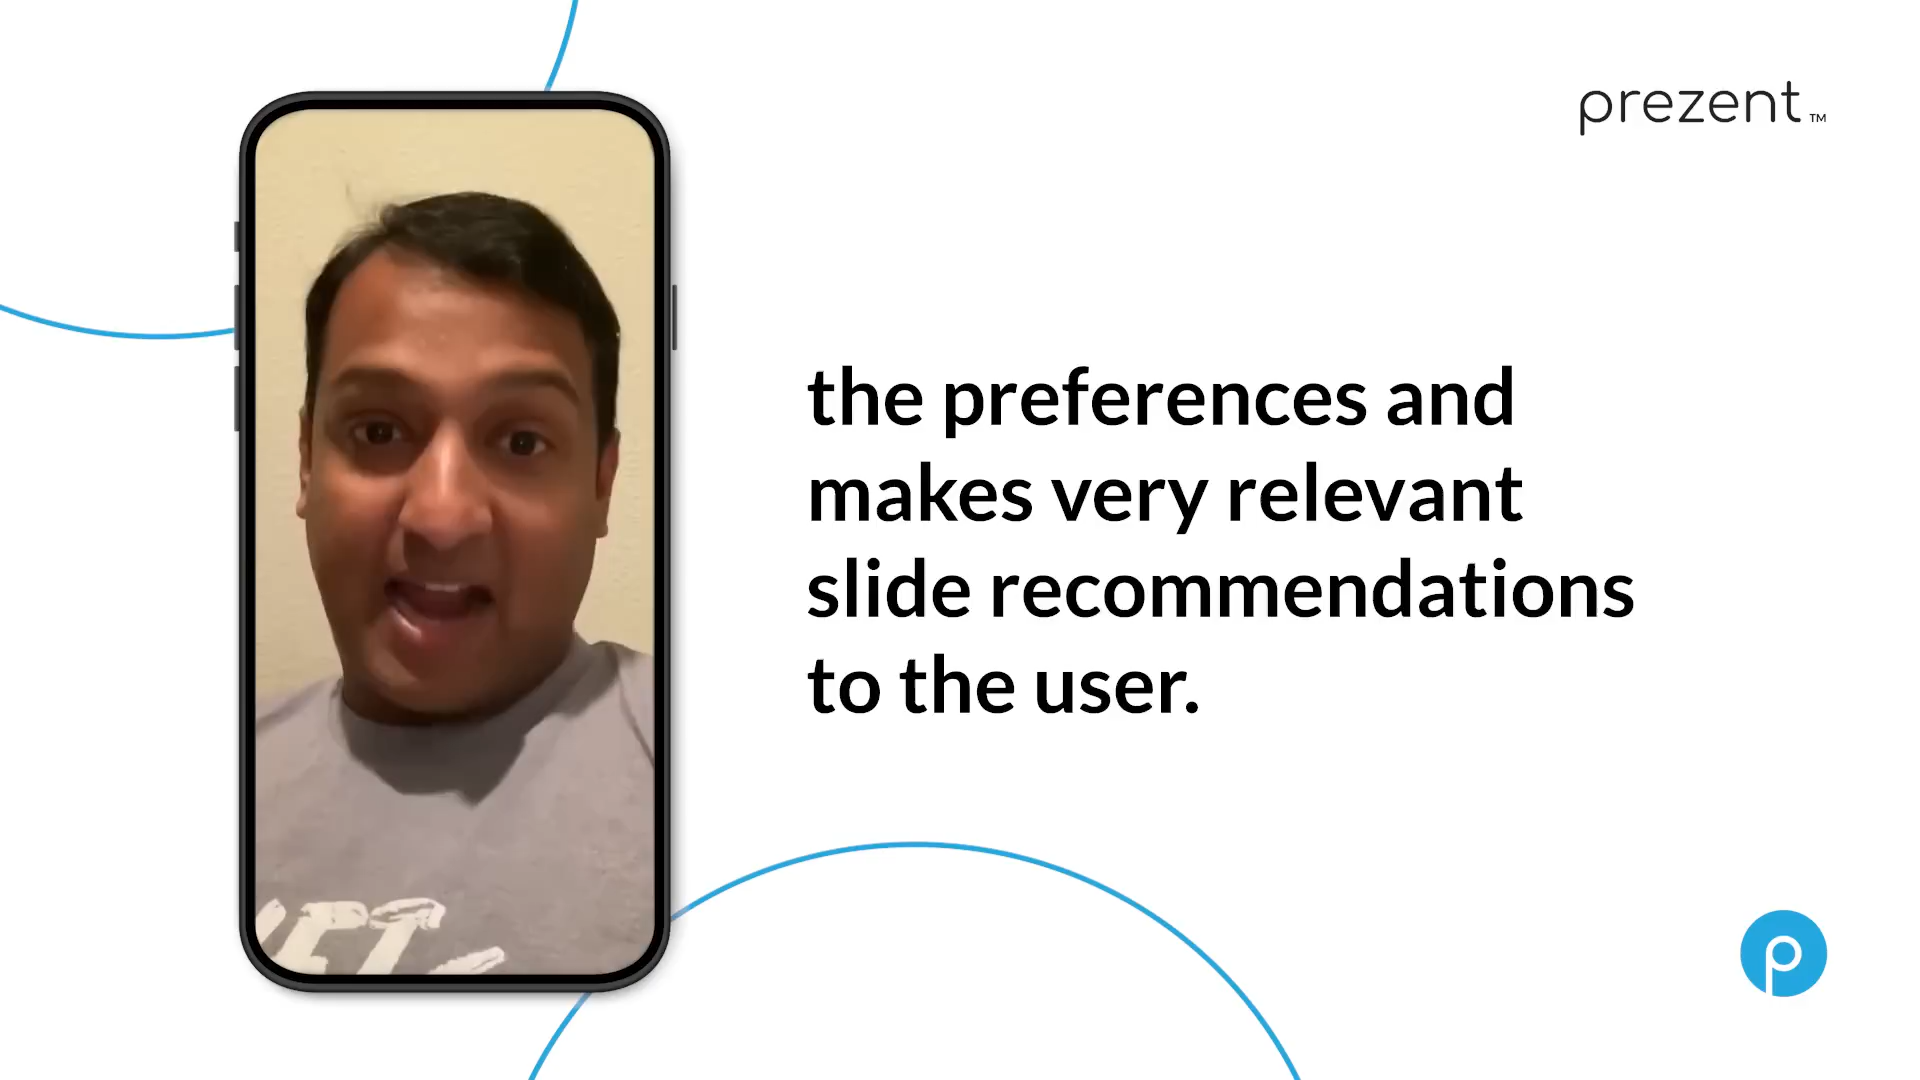 prezent™
the preferences and
makes very relevant
slide recommendations
to the user.